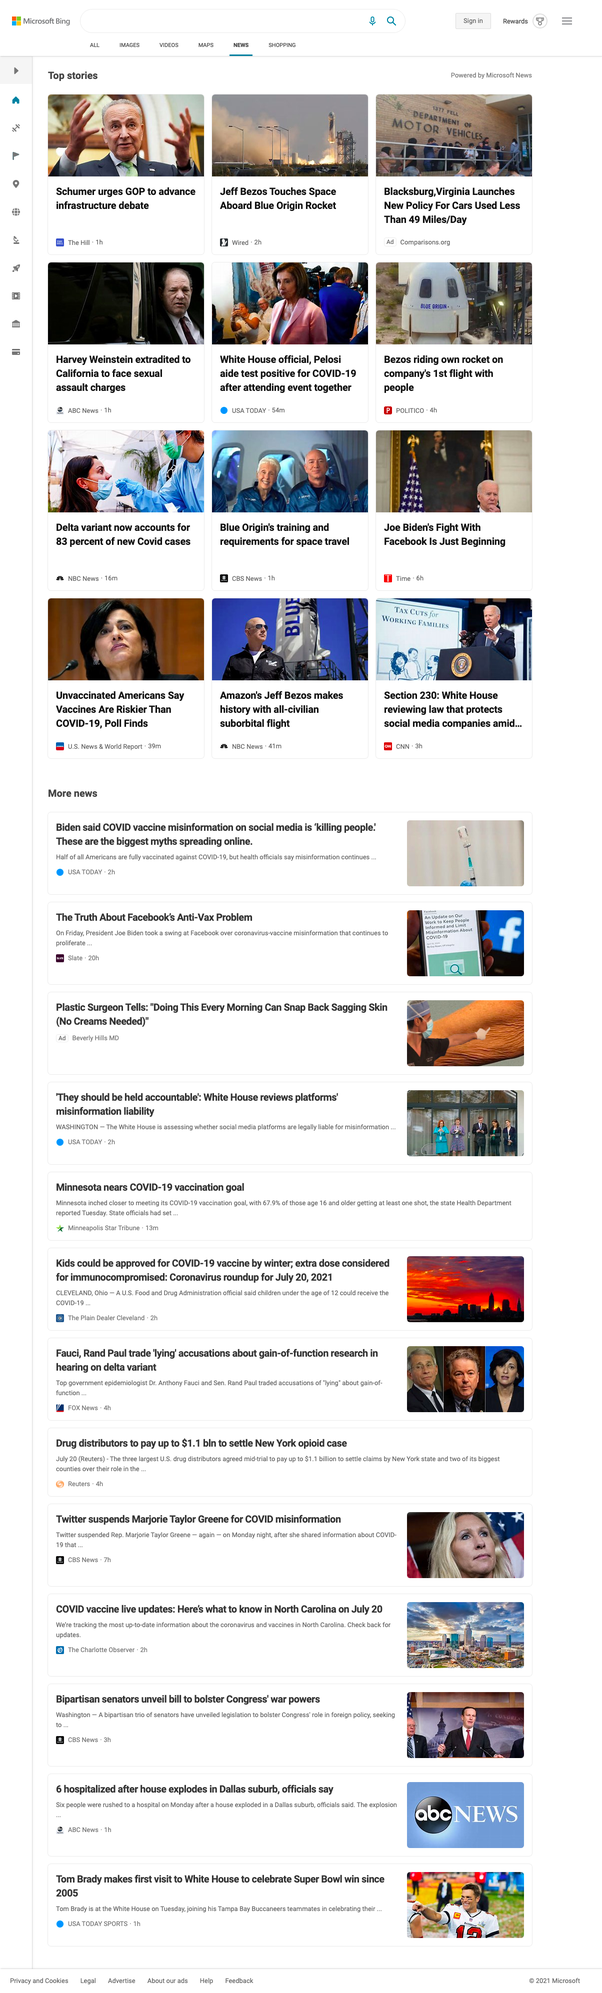 Microsoft Bing
Sign in
Rewards
ALL IMAGES VIDEOS MAPS NEWS SHOPPING
Top stories
Powered by Microsoft News
Schumer urges GOP to advance
infrastructure debate
The Hill · 1h
Jeff Bezos Touches Space
Aboard Blue Origin Rocket
Wired · 2h
DEPARTMENT OF
MOTOR VEHICLES
Blacksburg,Virginia Launches
New Policy For Cars Used Less
Than 49 Miles/Day
Ad Comparisons.org
Harvey Weinstein extradited to
California to face sexual
assault charges
ABC News · 1h
White House official, Pelosi
aide test positive for COVID-19
after attending event together
USA TODAY · 54m
BLUE ORIGIN
Bezos riding own rocket on
company's 1st flight with
people
POLITICO · 4h
Delta variant now accounts for
83 percent of new Covid cases
NBC News · 16m
Blue Origin's training and
requirements for space travel
CBS News · 1h
Joe Biden's Fight With
Facebook Is Just Beginning
Time · 6h
Unvaccinated Americans Say
Vaccines Are Riskier Than
COVID-19, Poll Finds
U.S. News & World Report · 39m
BLUE
Amazon's Jeff Bezos makes
history with all-civilian
suborbital flight
NBC News · 41m
TAX CUTS for
WORKING FAMILIES
Section 230: White House
reviewing law that protects
social media companies amid...
CNN · 3h
More news
Biden said COVID vaccine misinformation on social media is 'killing people.'
These are the biggest myths spreading online.
Half of all Americans are fully vaccinated against COVID-19, but health officials say misinformation continues ...
USA TODAY · 2h
The Truth About Facebook's Anti-Vax Problem
On Friday, President Joe Biden took a swing at Facebook over coronavirus-vaccine misinformation that continues to
proliferate ...
Slate · 20h
An Update on Our
Work to Keep People
Informed and Limit
Misinformation About
COVID-19
Plastic Surgeon Tells: "Doing This Every Morning Can Snap Back Sagging Skin
(No Creams Needed)"
Ad Beverly Hills MD
'They should be held accountable': White House reviews platforms'
misinformation liability
WASHINGTON — The White House is assessing whether social media platforms are legally liable for misinformation ...
USA TODAY · 2h
Minnesota nears COVID-19 vaccination goal
Minnesota inched closer to meeting its COVID-19 vaccination goal, with 67.9% of those age 16 and older getting at least one shot, the state Health Department
reported Tuesday. State officials had set ...
Minneapolis Star Tribune · 13m
Kids could be approved for COVID-19 vaccine by winter; extra dose considered
for immunocompromised: Coronavirus roundup for July 20, 2021
CLEVELAND, Ohio — A U.S. Food and Drug Administration official said children under the age of 12 could receive the
COVID-19 ...
The Plain Dealer Cleveland · 2h
Fauci, Rand Paul trade 'lying' accusations about gain-of-function research in
hearing on delta variant
Top government epidemiologist Dr. Anthony Fauci and Sen. Rand Paul traded accusations of "lying" about gain-of-
function ...
FOX News · 4h
Drug distributors to pay up to $1.1 bln to settle New York opioid case
July 20 (Reuters) - The three largest U.S. drug distributors agreed mid-trial to pay up to $1.1 billion to settle claims by New York state and two of its biggest
counties over their role in the ...
Reuters · 4h
Twitter suspends Marjorie Taylor Greene for COVID misinformation
Twitter suspended Rep. Marjorie Taylor Greene — again — on Monday night, after she shared information about COVID-
19 that ...
CBS News · 7h
COVID vaccine live updates: Here's what to know in North Carolina on July 20
We're tracking the most up-to-date information about the coronavirus and vaccines in North Carolina. Check back for
updates.
The Charlotte Observer · 2h
Bipartisan senators unveil bill to bolster Congress' war powers
Washington — A bipartisan trio of senators have unveiled legislation to bolster Congress' role in foreign policy, seeking
to ...
CBS News · 3h
6 hospitalized after house explodes in Dallas suburb, officials say
Six people were rushed to a hospital on Monday after a house exploded in a Dallas suburb, officials said. The explosion
...
ABC News · 1h
abc NEWS
Tom Brady makes first visit to White House to celebrate Super Bowl win since
2005
Tom Brady is at the White House on Tuesday, joining his Tampa Bay Buccaneers teammates in celebrating their ...
USA TODAY SPORTS · 1h
Privacy and Cookies Legal Advertise About our ads Help Feedback
© 2021 Microsoft